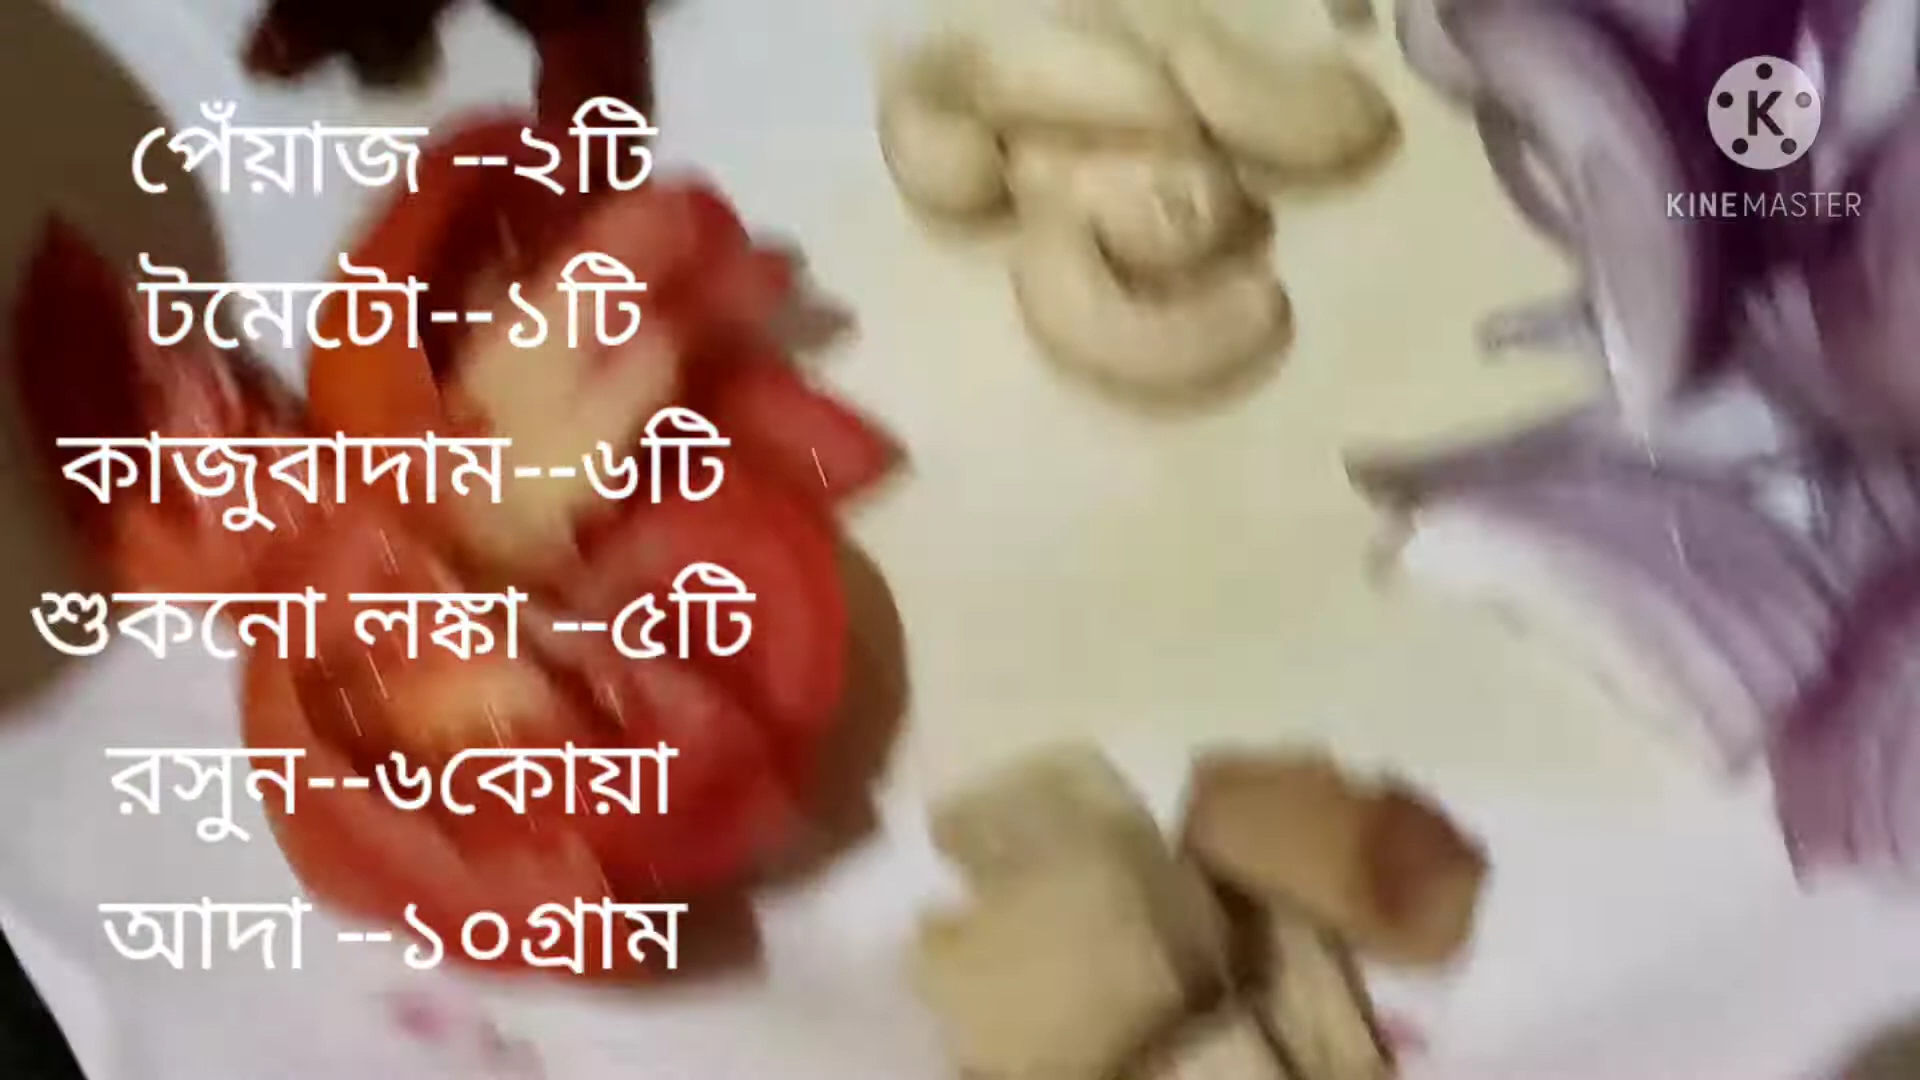 পেঁয়াজ --২টি
টমেটো--১টি
কাজুবাদাম--৬টি
শুকনো লঙ্কা --৫টি
রসুন--৬কোয়া
আদা --১০গ্রাম
K
KINEMASTER